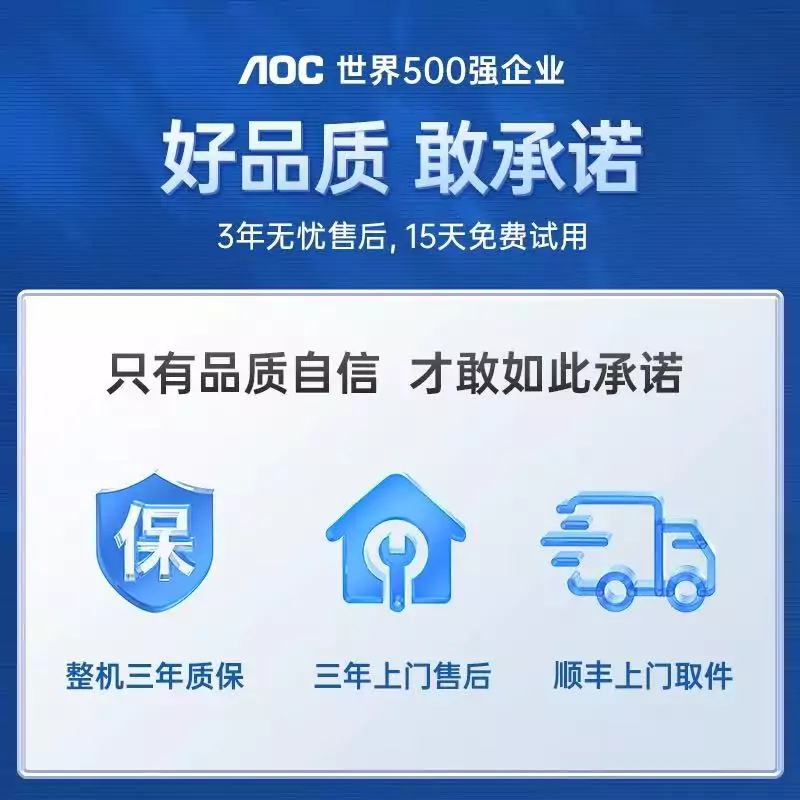 AOC 世界500强企业
好品质 敢承诺
3年无忧售后, 15天免费试用
只有品质自信 才敢如此承诺
保
整机三年质保
三年上门售后
顺丰上门取件